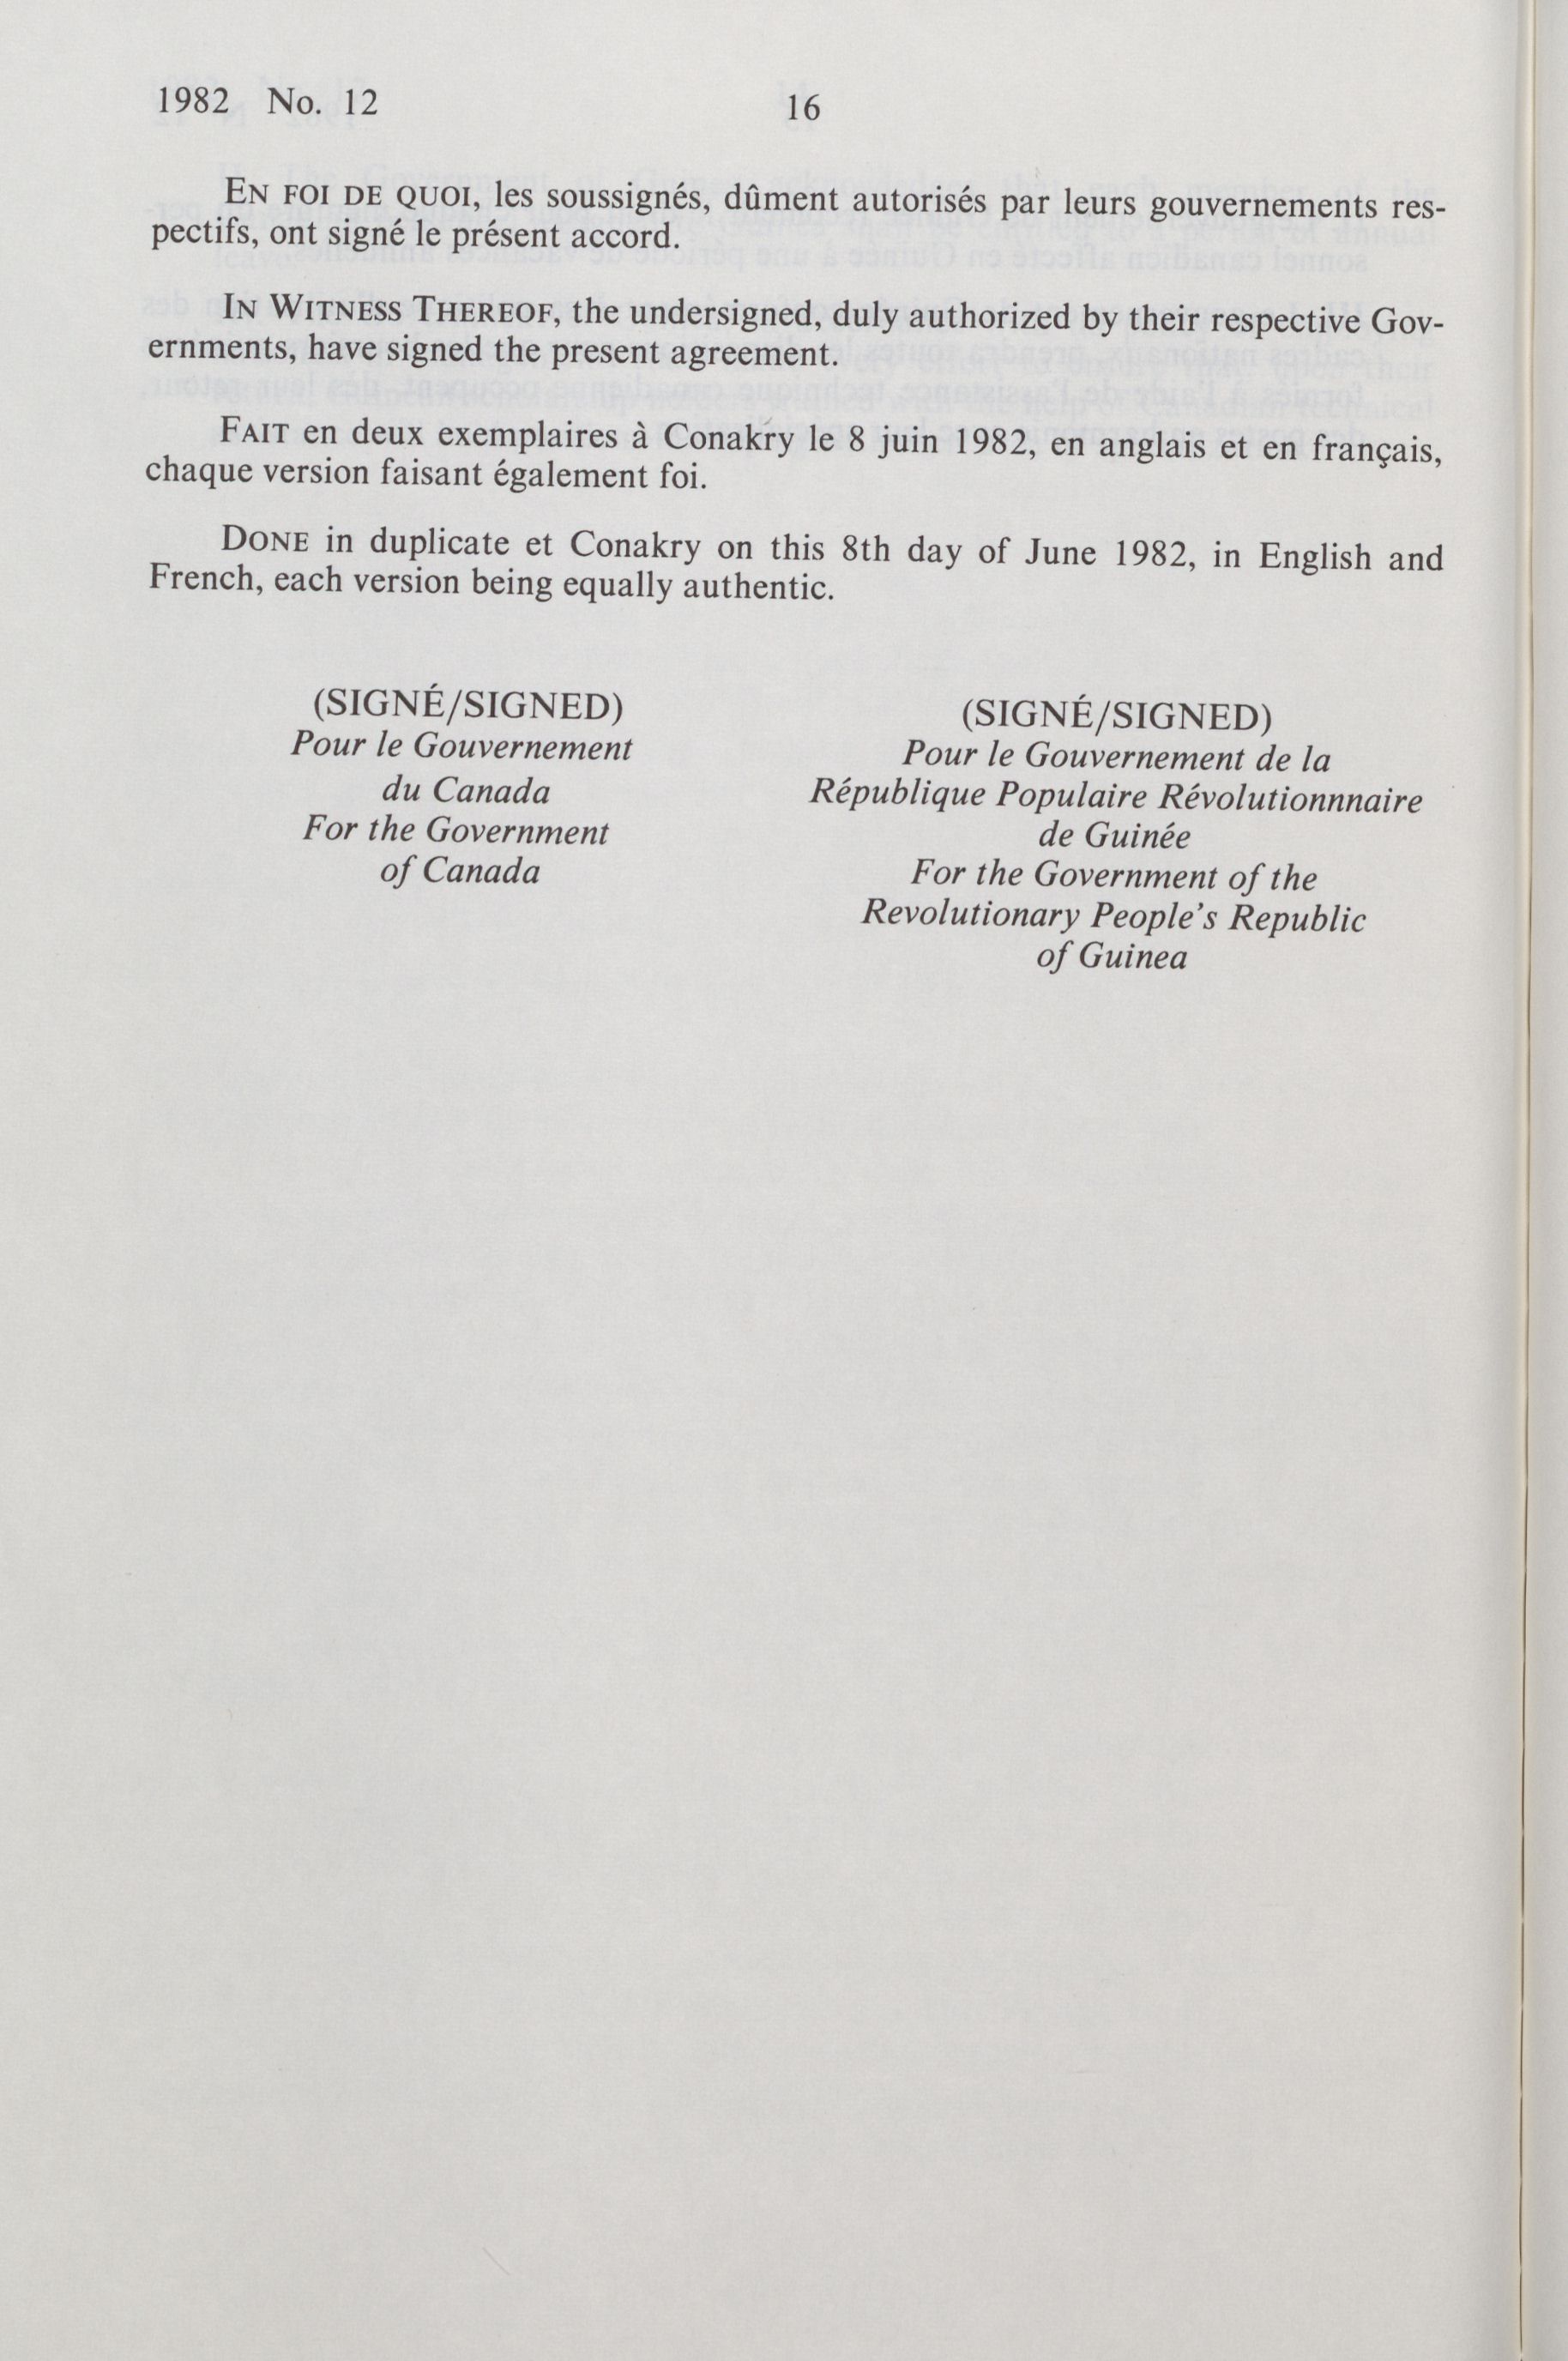 1982 No. 12
16
EN FOI DE QUOI, les soussignés, dûment autorisés par leurs gouvernements res-
pectifs, ont signé le présent accord.
IN WITNESS THEREOF, the undersigned, duly authorized by their respective Gov-
ernments, have signed the present agreement.
FAIT en deux exemplaires à Conakry le 8 juin 1982, en anglais et en français,
chaque version faisant également foi.
DONE in duplicate et Conakry on this 8th day of June 1982, in English and
French, each version being equally authentic.
(SIGNÉ/SIGNED)
Pour le Gouvernement
du Canada
For the Government
of Canada
(SIGNÉ/SIGNED)
Pour le Gouvernement de la
République Populaire Révolutionnnaire
de Guinée
For the Government of the
Revolutionary People's Republic
of Guinea